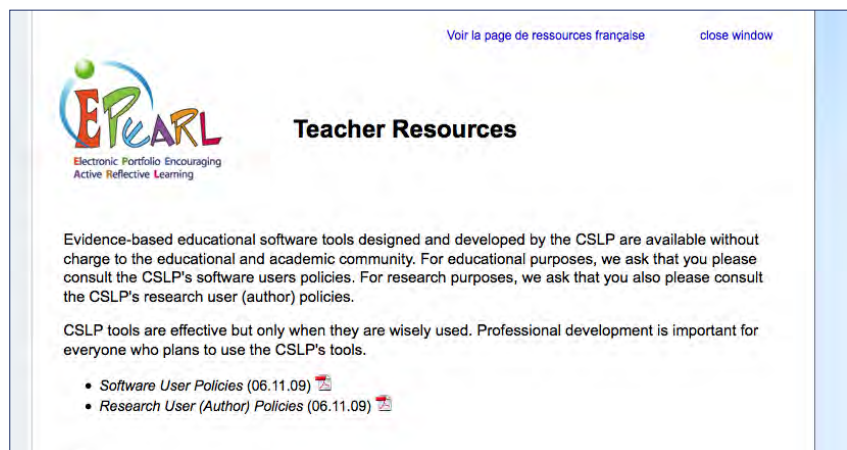 Voir la page de ressources française close window
EPEARL
Teacher Resources
Electronic Portfolio Encouraging
Active Reflective Learning
Evidence-based educational software tools designed and developed by the CSLP are available without
charge to the educational and academic community. For educational purposes, we ask that you please
consult the CSLP's software users policies. For research purposes, we ask that you also please consult
the CSLP's research user (author) policies.
CSLP tools are effective but only when they are wisely used. Professional development is important for
everyone who plans to use the CSLP's tools.
• Software User Policies (06.11.09)
• Research User (Author) Policies (06.11.09)